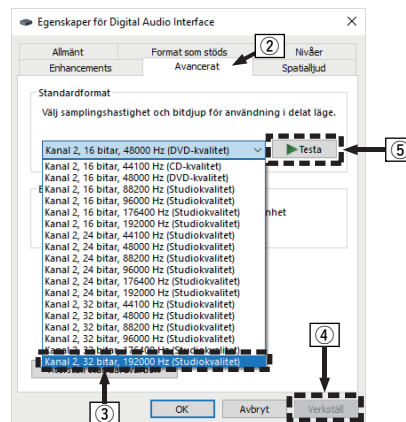 Egenskaper för Digital Audio Interface
Allmänt Format som stöds Nivåer
②
Enhancements Avancerat Spatialljud
Standardformat
Välj samplingshastighet och bitdjup för användning i delat läge.
Kanal 2, 16 bitar, 48000 Hz (DVD-kvalitet) Testa
⑤
Kanal 2, 16 bitar, 44100 Hz (CD-kvalitet)
Kanal 2, 16 bitar, 48000 Hz (DVD-kvalitet)
Kanal 2, 16 bitar, 88200 Hz (Studiokvalitet)
Kanal 2, 16 bitar, 96000 Hz (Studiokvalitet)
Kanal 2, 16 bitar, 176400 Hz (Studiokvalitet) nhet
Kanal 2, 16 bitar, 192000 Hz (Studiokvalitet)
Kanal 2, 24 bitar, 44100 Hz (Studiokvalitet)
Kanal 2, 24 bitar, 48000 Hz (Studiokvalitet)
Kanal 2, 24 bitar, 88200 Hz (Studiokvalitet)
Kanal 2, 24 bitar, 96000 Hz (Studiokvalitet)
Kanal 2, 24 bitar, 176400 Hz (Studiokvalitet)
Kanal 2, 24 bitar, 192000 Hz (Studiokvalitet)
Kanal 2, 32 bitar, 44100 Hz (Studiokvalitet)
Kanal 2, 32 bitar, 48000 Hz (Studiokvalitet)
Kanal 2, 32 bitar, 88200 Hz (Studiokvalitet)
Kanal 2, 32 bitar, 96000 Hz (Studiokvalitet)
Kanal 2, 32 bitar, 176400 Hz (Studiokvalitet)
Kanal 2, 32 bitar, 192000 Hz (Studiokvalitet)
④
③
OK Avbryt Verkställ